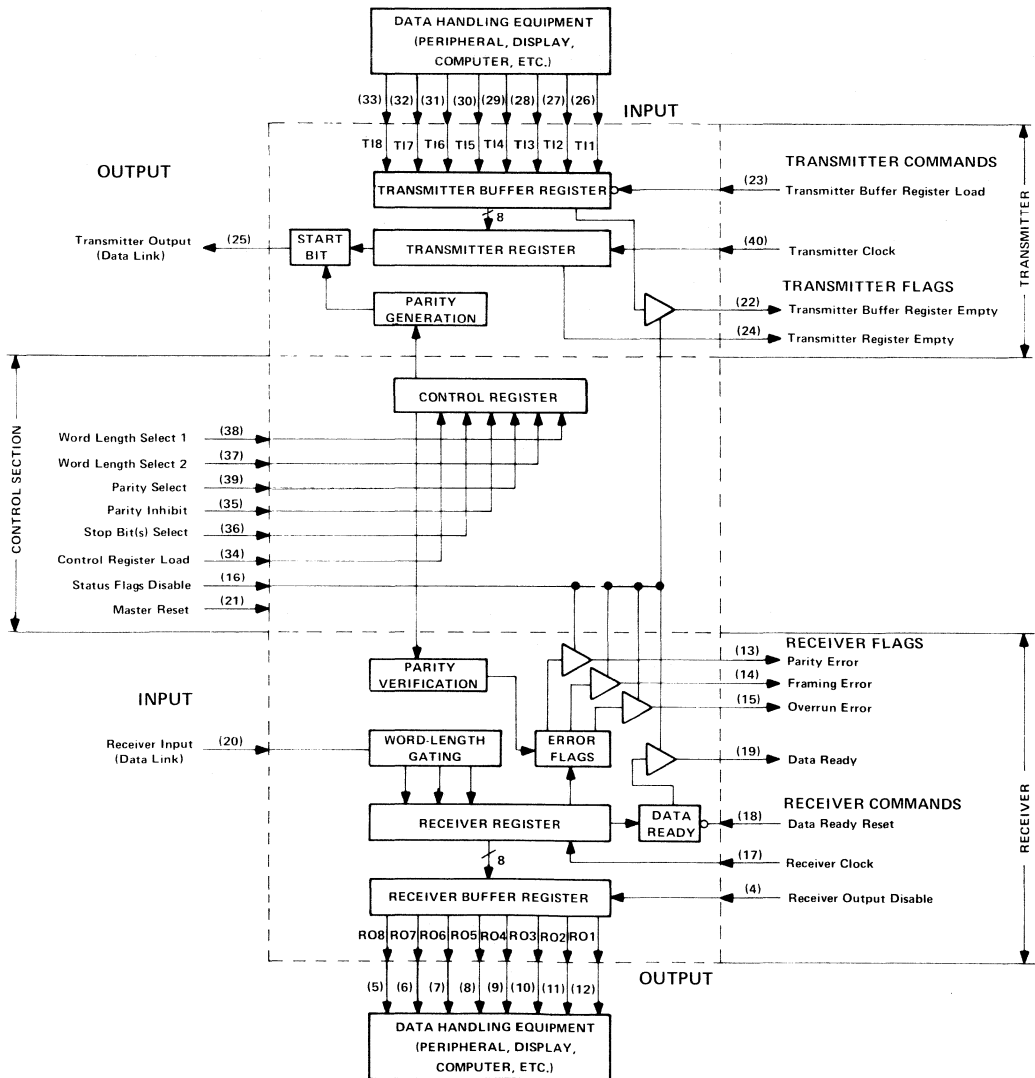 DATA HANDLING EQUIPMENT
(PERIPHERAL, DISPLAY,
COMPUTER, ETC.)
(33) (32) (31) (30) (29) (28) (27) (26)
INPUT
TI8 TI7 TI6 TI5 TI4 TI3 TI2 TI1
OUTPUT
TRANSMITTER COMMANDS
TRANSMITTER BUFFER REGISTER
(23)
Transmitter Buffer Register Load
8
Transmitter Output
(Data Link)
(25)
START
BIT
TRANSMITTER REGISTER
(40)
Transmitter Clock
TRANSMITTER
PARITY
GENERATION
TRANSMITTER FLAGS
(22)
Transmitter Buffer Register Empty
(24)
Transmitter Register Empty
CONTROL SECTION
CONTROL REGISTER
Word Length Select 1 (38)
Word Length Select 2 (37)
Parity Select (39)
Parity Inhibit (35)
Stop Bit(s) Select (36)
Control Register Load (34)
Status Flags Disable (16)
Master Reset (21)
RECEIVER FLAGS
(13)
Parity Error
(14)
Framing Error
(15)
Overrun Error
PARITY
VERIFICATION
INPUT
Receiver Input
(Data Link)
(20)
WORD-LENGTH
GATING
ERROR
FLAGS
(19)
Data Ready
RECEIVER COMMANDS
RECEIVER REGISTER
DATA
READY
(18)
Data Ready Reset
RECEIVER
8
(17)
Receiver Clock
RECEIVER BUFFER REGISTER
(4)
Receiver Output Disable
RO8 RO7 RO6 RO5 RO4 RO3 RO2 RO1
OUTPUT
(5) (6) (7) (8) (9) (10) (11) (12)
DATA HANDLING EQUIPMENT
(PERIPHERAL, DISPLAY,
COMPUTER, ETC.)